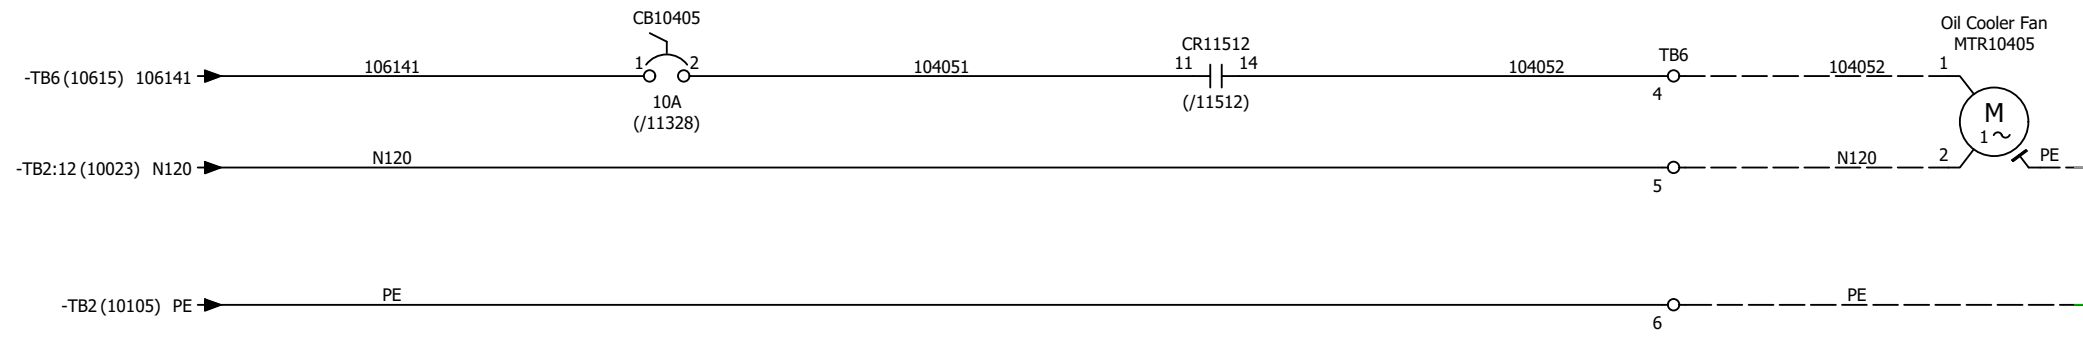 CB10405
Oil Cooler Fan
MTR10405
CR11512
TB6
-TB6 (10615) 106141
106141
1
2
104051
11
14
104052
104052
1
10A
(/11328)
(/11512)
4
M
1~
-TB2:12 (10023) N120
N120
N120
2
PE
5
-TB2 (10105) PE
PE
PE
6